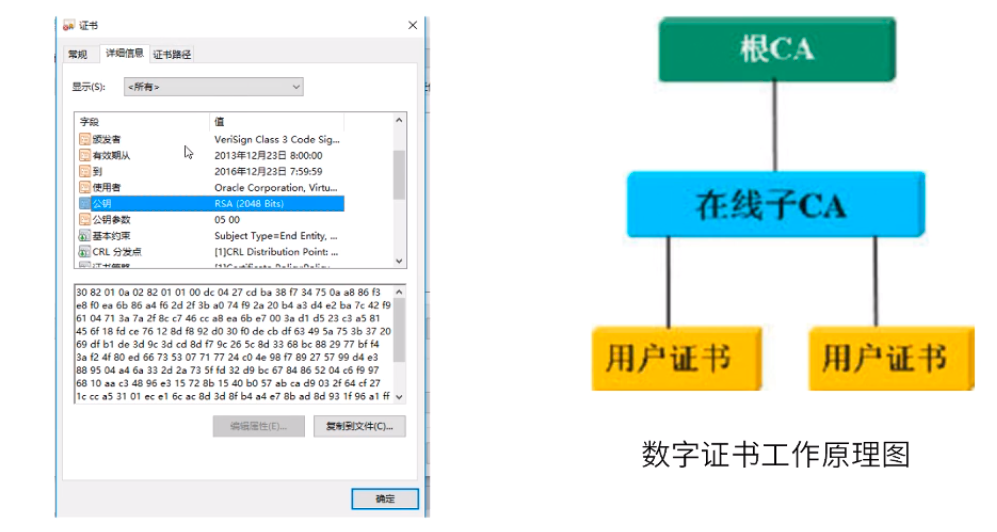 证书
常规 详细信息 证书路径
显示(S): <所有>
字段 值
颁发者 VeriSign Class 3 Code Sig...
有效期从 2013年12月23日 8:00:00
到 2016年12月23日 7:59:59
使用者 Oracle Corporation, Virtu...
公钥 RSA (2048 Bits)
公钥参数 05 00
基本约束 Subject Type=End Entity, ...
CRL 分发点 [1]CRL Distribution Point: ...
证书策略 [1]Certificate Policy:Policy
30 82 01 0a 02 82 01 01 00 dc 04 27 cd ba 38 f7 34 75 0a a8 86 f3
e8 f0 ea 6b 86 a4 f6 2d 2f 3b a0 74 f9 2a 20 b4 a3 d4 e2 ba 7c 42 f9
61 04 71 3a 7a 2f 8c c7 46 cc a8 ea 6b e7 00 3a d1 d5 23 c3 a5 81
45 6f 18 fd ce 76 12 8d f8 92 d0 30 f0 de cb df 63 49 5a 75 3b 37 20
69 df b1 de 3d 9c 3d cd 8d f7 9c 26 5c 8d 33 68 bc 88 29 77 bf f4
3a f2 4f 80 ed 66 73 53 07 71 77 24 c0 4e 98 f7 89 27 57 99 d4 e3
88 95 04 a4 6a 33 2d 2a 73 5f fd 32 d9 bc 67 84 86 52 04 c6 f9 97
68 10 aa c3 48 96 e3 15 72 8b 15 40 b0 57 ab ca d9 03 2f 64 cf 27
1c cc a5 31 01 ec e1 6c ac 8d 3d 8f b4 a4 e7 8b ad 8d 93 1f 96 a1 ff
编辑属性(E)... 复制到文件(C)...
确定
根CA
在线子CA
用户证书 用户证书
数字证书工作原理图